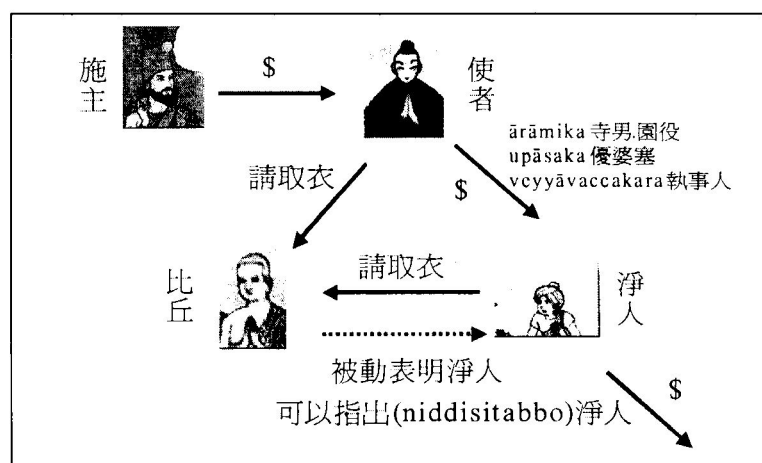 施主
$
使者
ārāmika 寺男.園役
upāsaka 優婆塞
veyyāvaccakara 執事人
請取衣
$
比丘
請取衣
淨人
被動表明淨人
可以指出(niddisitabbo)淨人
$